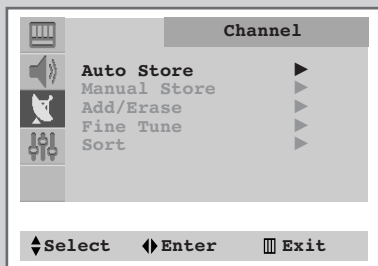 Channel
Auto Store
Manual Store
Add/Erase
Fine Tune
Sort
Select Enter Exit